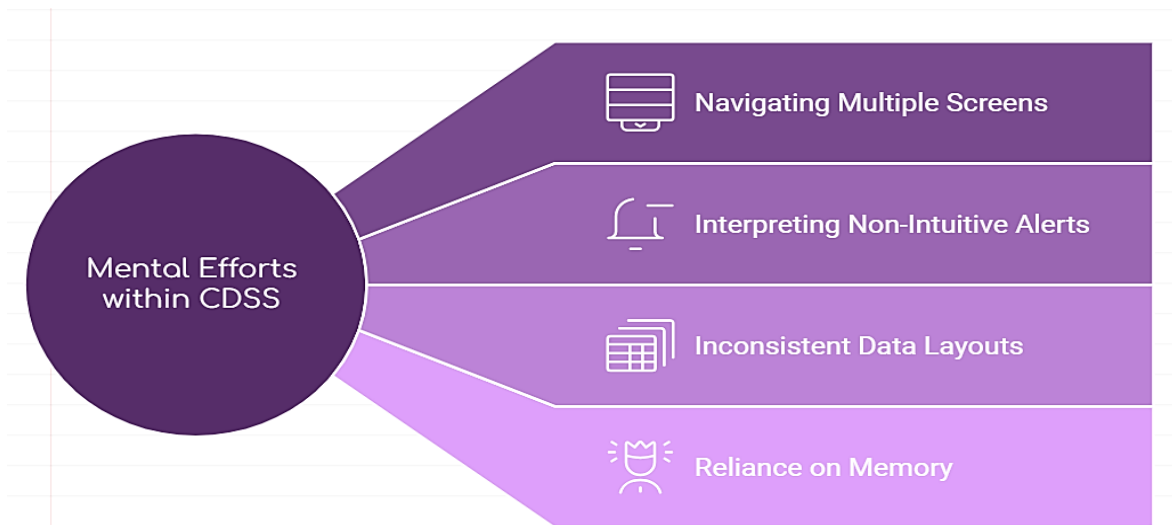 Mental Efforts
within CDSS
Navigating Multiple Screens
Interpreting Non-Intuitive Alerts
Inconsistent Data Layouts
Reliance on Memory